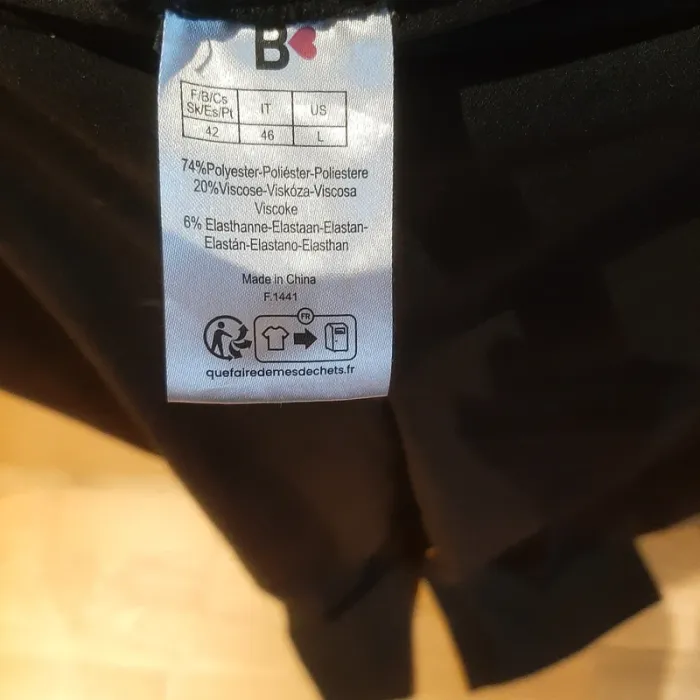 B
F/B/Cs IT US
Sk/Es/Pt
42 46 L
74%Polyester-Poliéster-Poliestere
20%Viscose-Viskóza-Viscosa
Viscoke
6% Elasthanne-Elastaan-Elastan-
Elastán-Elastano-Elasthan
Made in China
F.1441
FR
quefairedemesdechets.fr